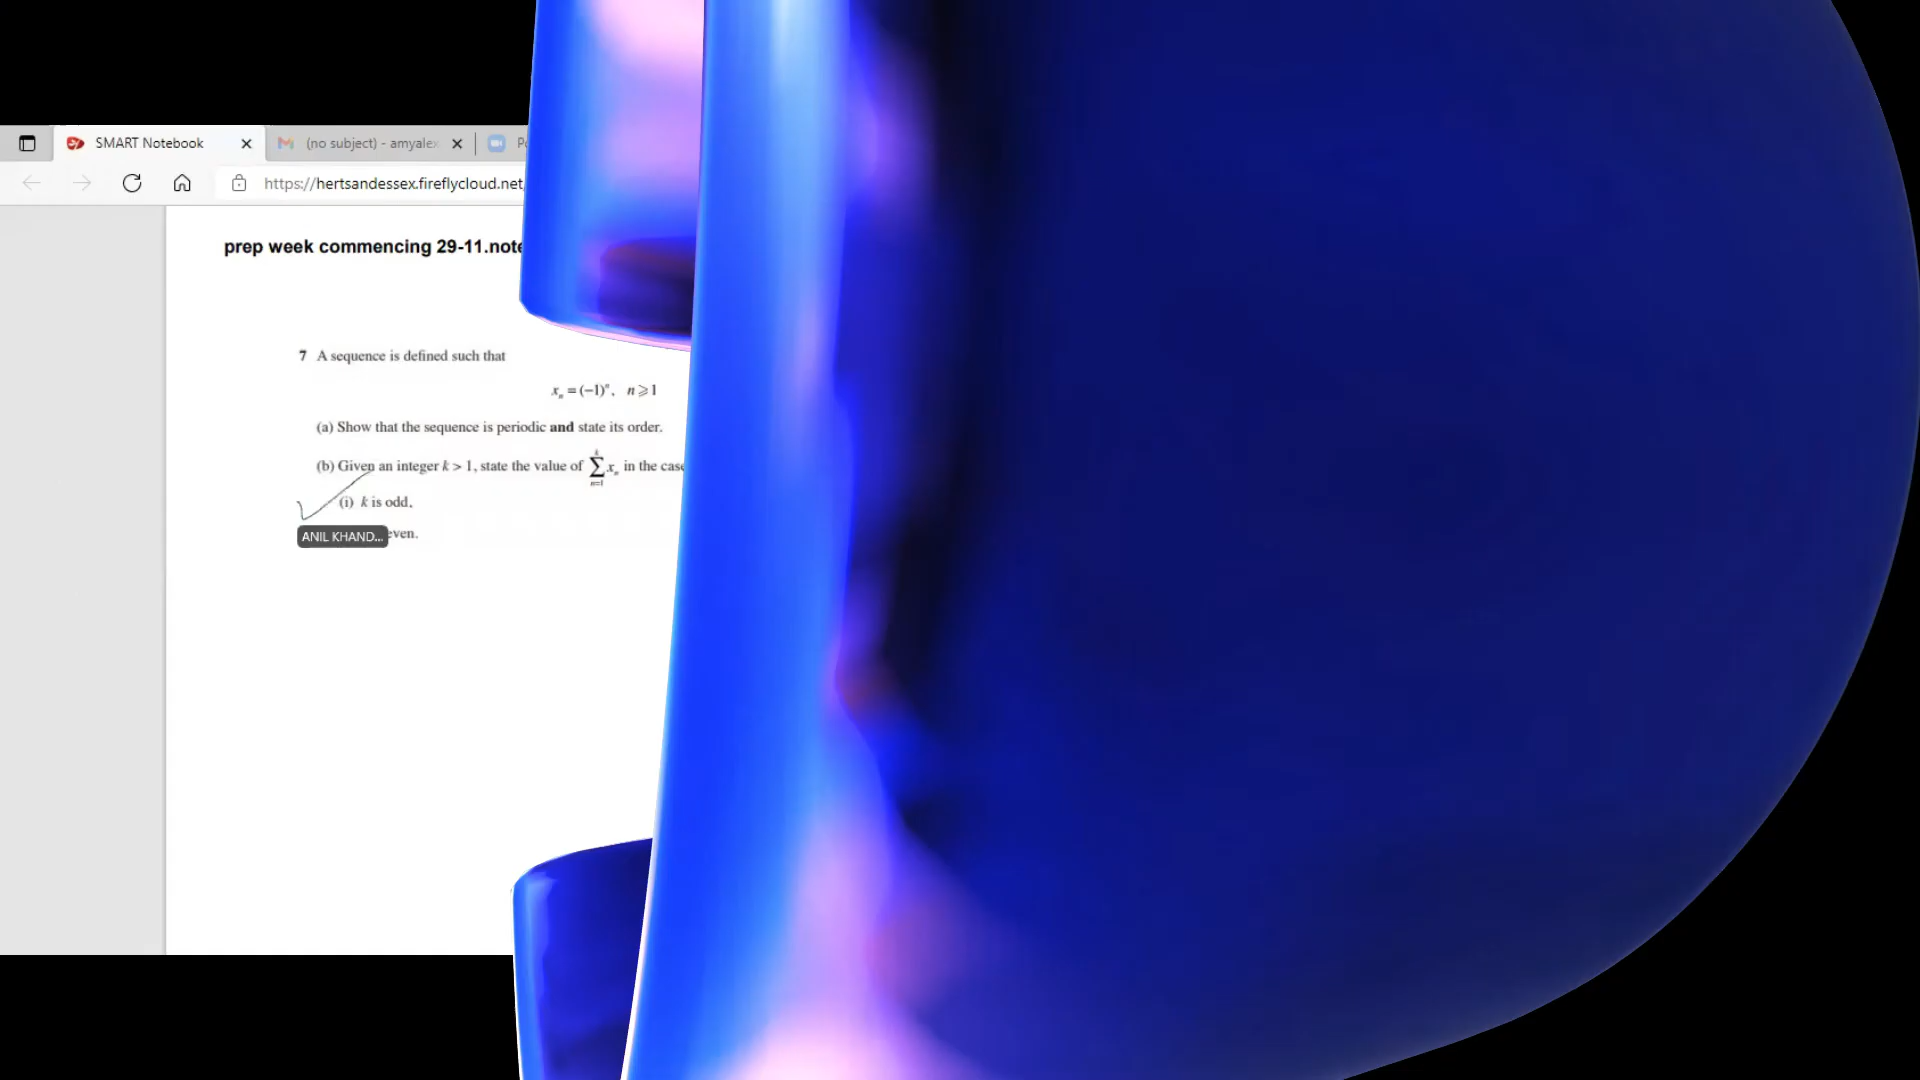 SMART Notebook
(no subject) - amyalex
https://hertsandessex.fireflycloud.net
prep week commencing 29-11.note
7 A sequence is defined such that
xₙ = (−1)ⁿ, n ⩾ 1
(a) Show that the sequence is periodic and state its order.
(b) Given an integer k > 1, state the value of ∑ₙ₌₁ᵏ xₙ in the case
(i) k is odd,
ANIL KHAND... even.